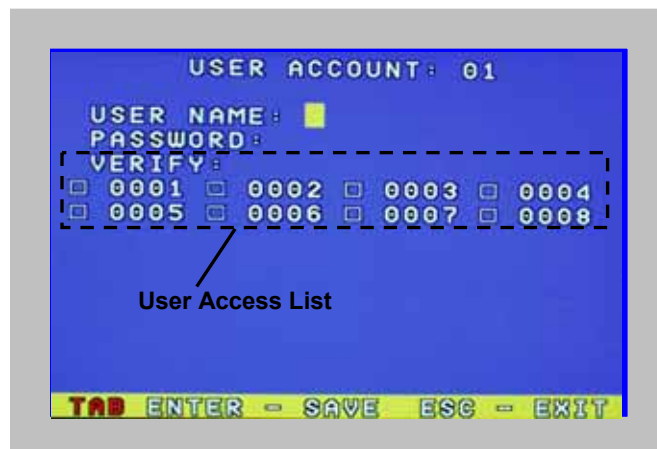 USER ACCOUNT: 01
USER NAME:
PASSWORD:
VERIFY:
0001 0002 0003 0004
0005 0006 0007 0008
User Access List
TAB ENTER - SAVE ESC - EXIT